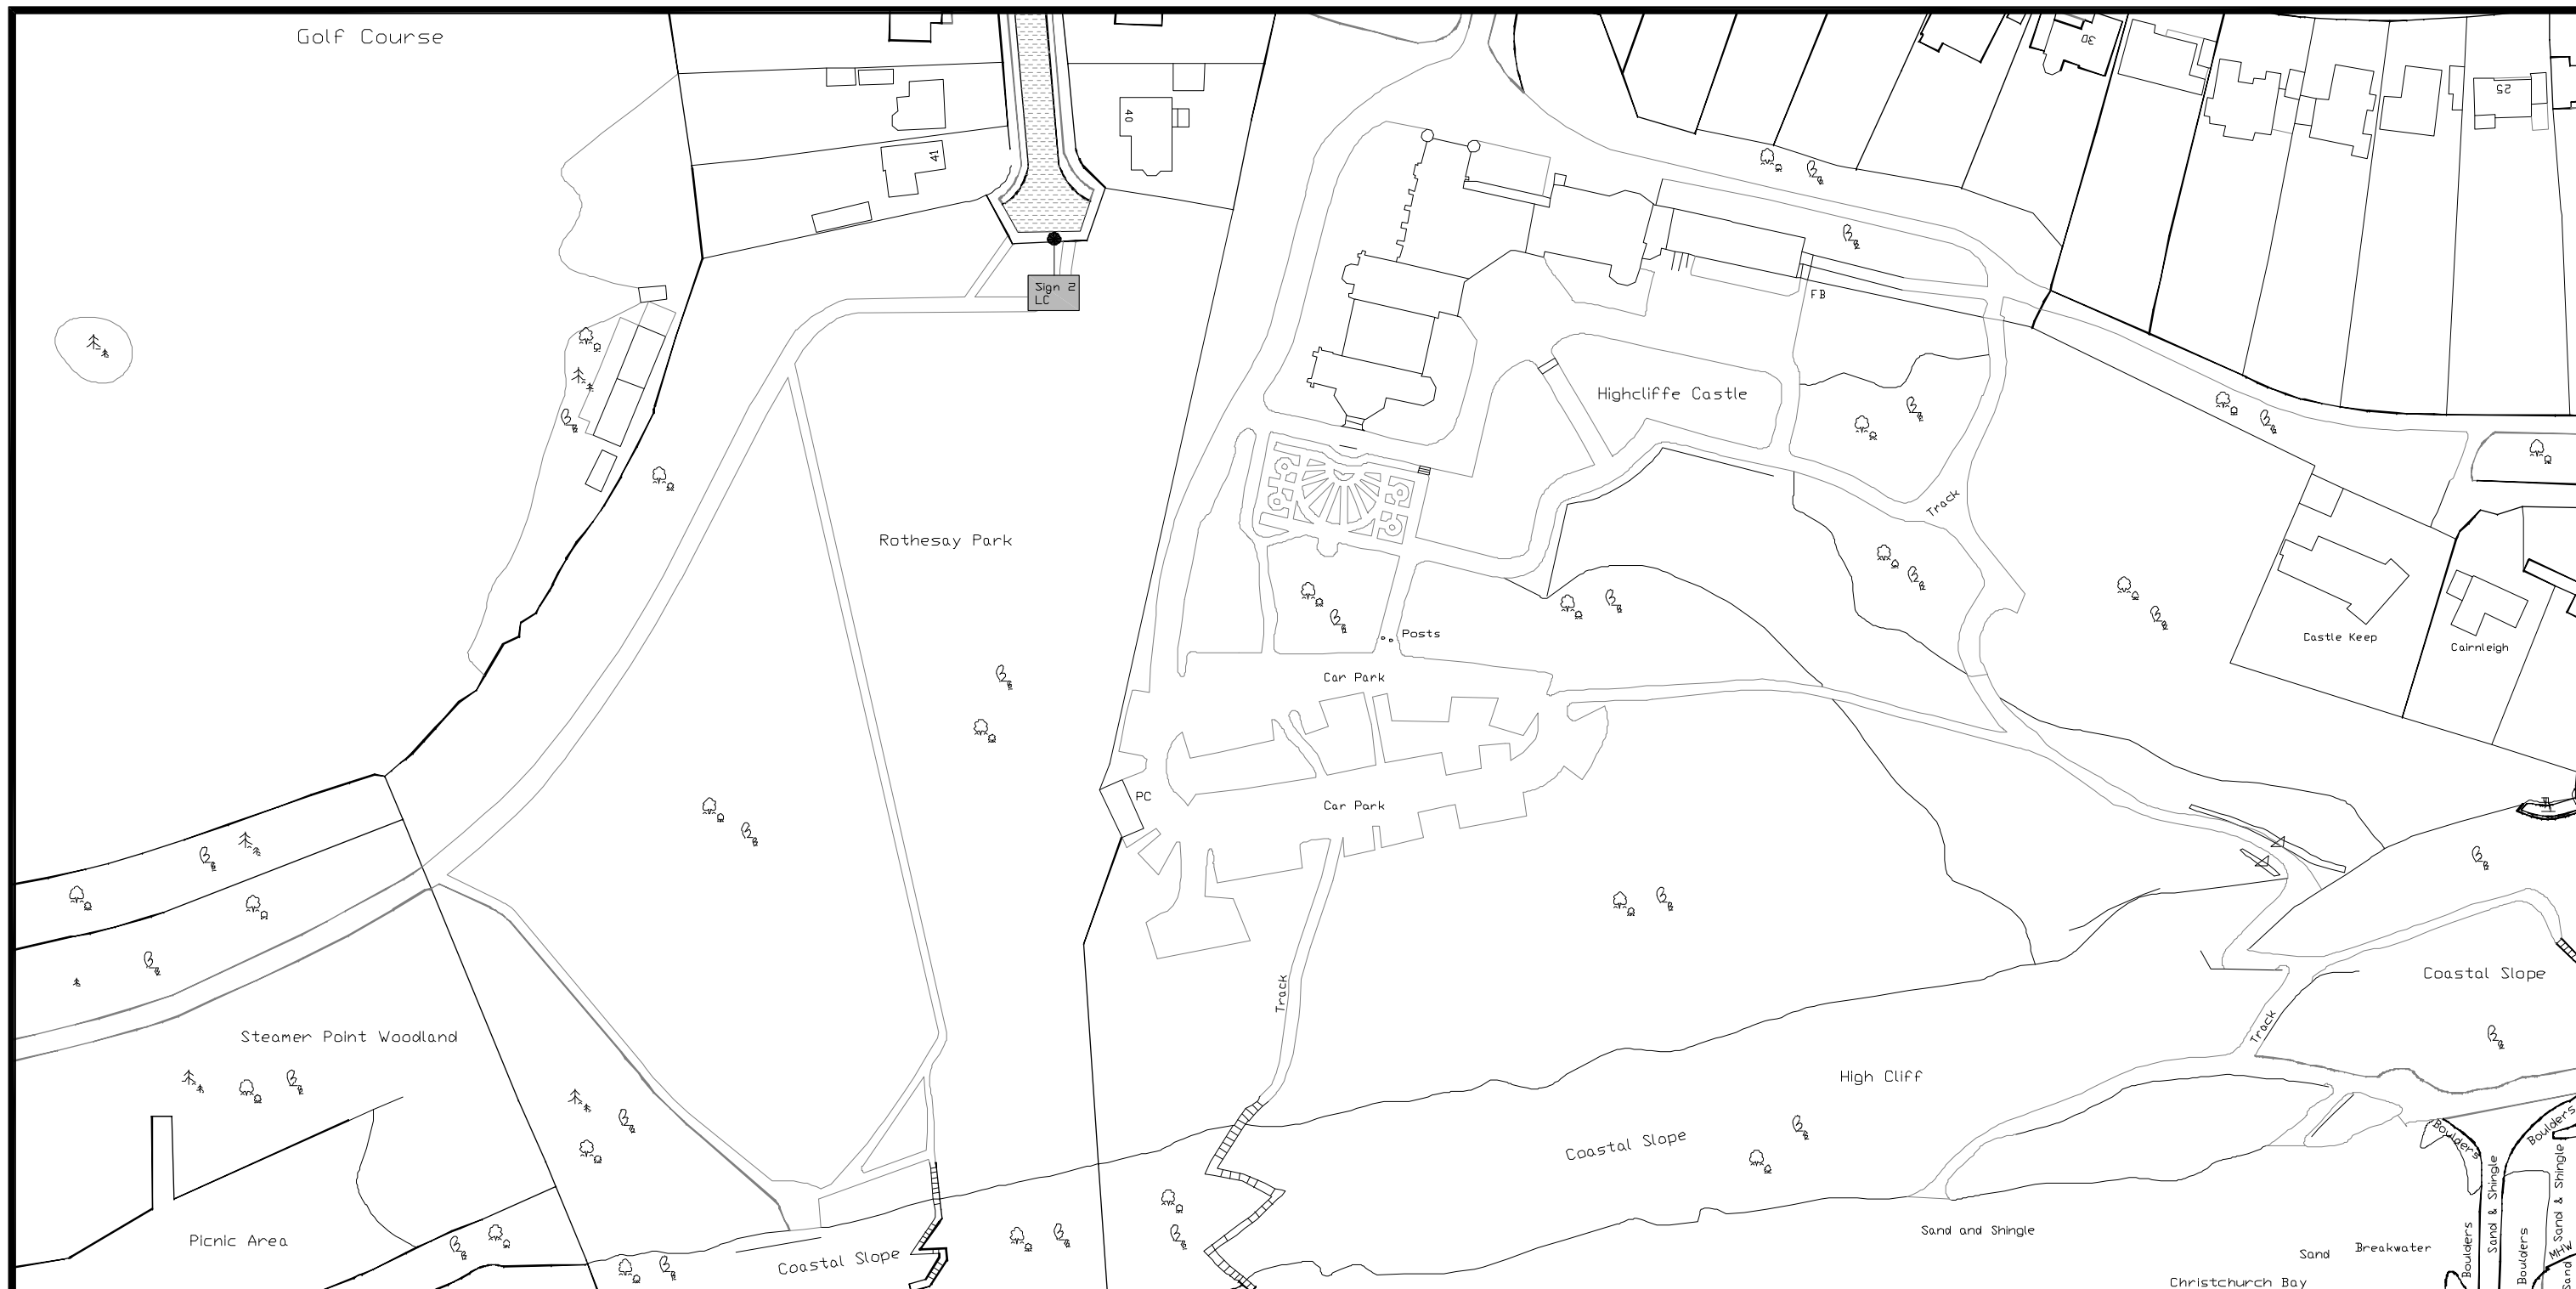 Golf Course
30
25
40
41
Sign 2
LC
FB
Highcliffe Castle
Track
Rothesay Park
Posts
Castle Keep
Cairnleigh
Car Park
PC
Car Park
Coastal Slope
Track
Track
Steamer Point Woodland
High Cliff
Boulders
Boulders
Coastal Slope
Sand & Shingle
Sand & Shingle
Picnic Area
Sand and Shingle
Boulders
Boulders
Breakwater
Sand
MHW
Coastal Slope
Sand
Christchurch Bay